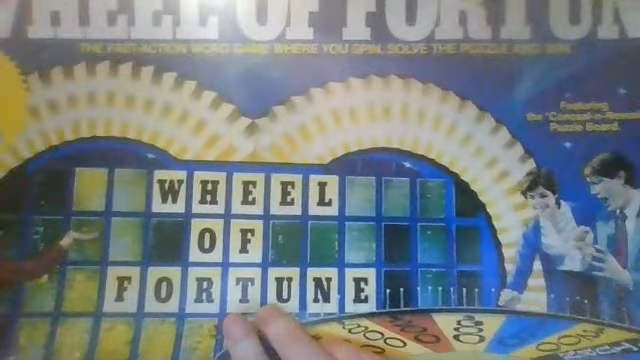 WHEEL OF FORTUN
THE FAST-ACTION WORD GAME WHERE YOU SPIN, SOLVE THE PUZZLE AND WIN
Featuring
the "Conceal-n-Reveal"
Puzzle Board.
WHEEL
OF
FORTUNE